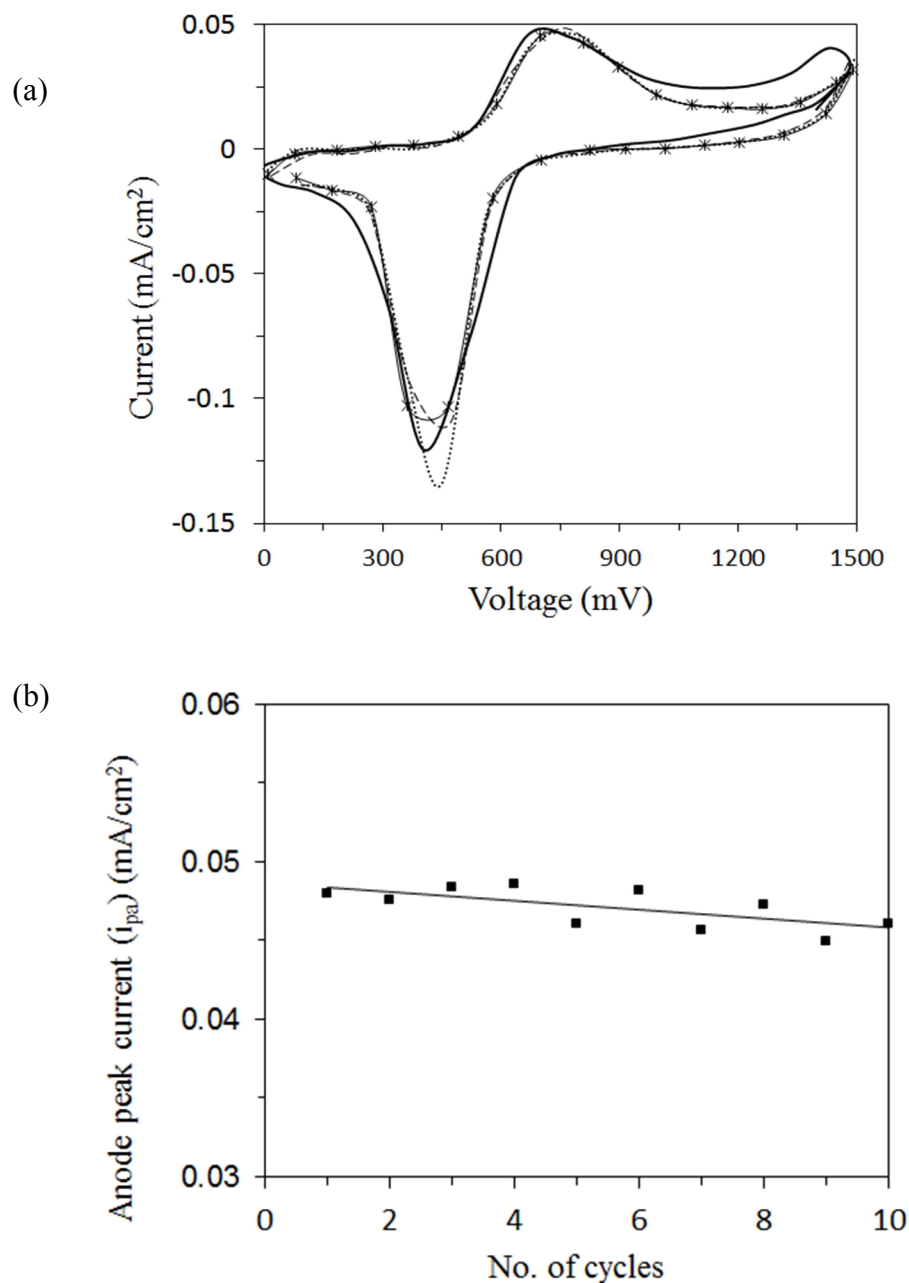 (a)
0.05
0
-0.05
-0.1
-0.15
Current (mA/cm²)
0 300 600 900 1200 1500
Voltage (mV)
(b)
0.06
0.05
0.04
0.03
Anode peak current (iₚₐ) (mA/cm²)
0 2 4 6 8 10
No. of cycles